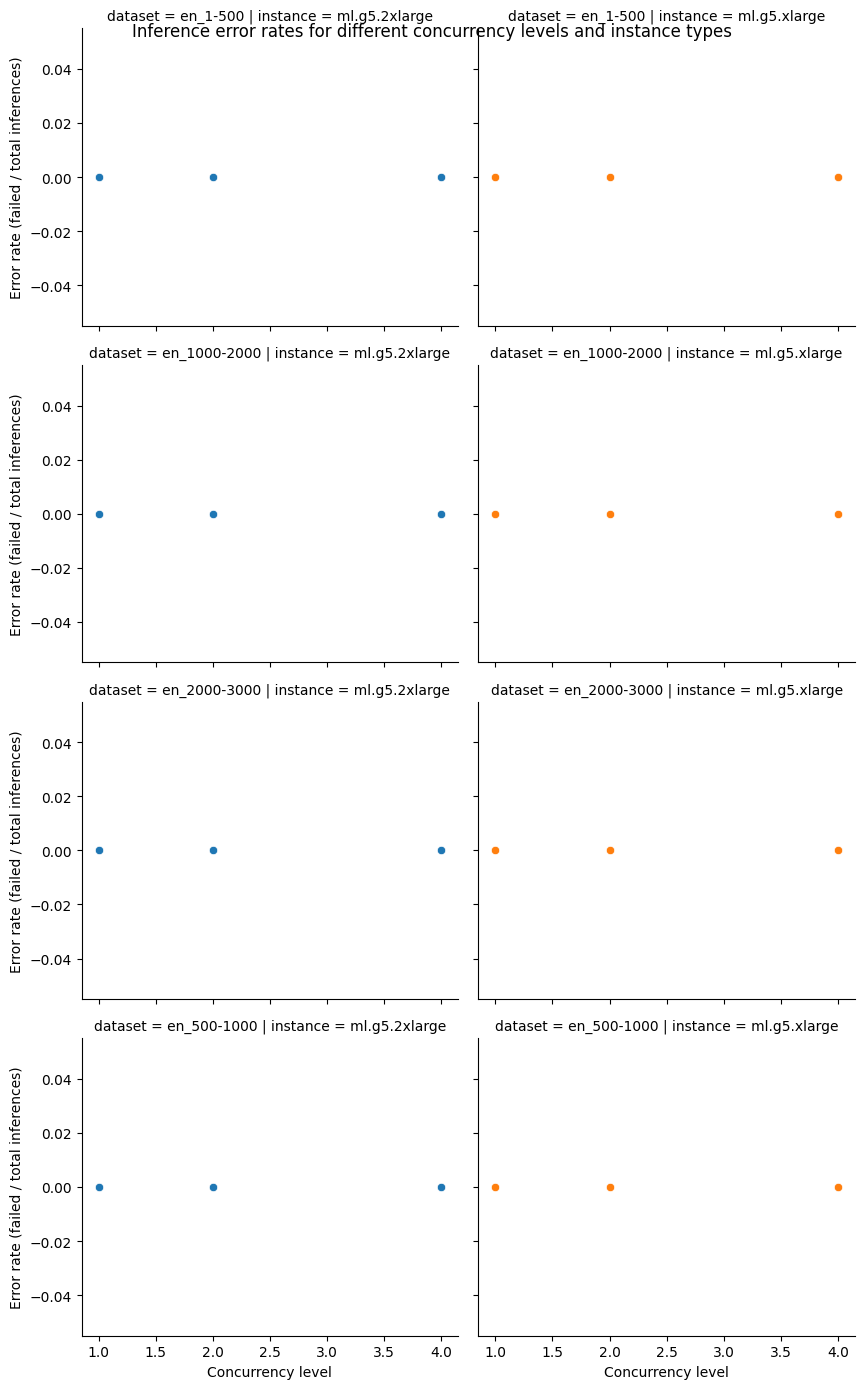 dataset = en_1-500 | instance = ml.g5.2xlarge
dataset = en_1-500 | instance = ml.g5.xlarge
Inference error rates for different concurrency levels and instance types
Error rate (failed / total inferences)
0.04
0.02
0.00
−0.02
−0.04
dataset = en_1000-2000 | instance = ml.g5.2xlarge
dataset = en_1000-2000 | instance = ml.g5.xlarge
Error rate (failed / total inferences)
0.04
0.02
0.00
−0.02
−0.04
dataset = en_2000-3000 | instance = ml.g5.2xlarge
dataset = en_2000-3000 | instance = ml.g5.xlarge
Error rate (failed / total inferences)
0.04
0.02
0.00
−0.02
−0.04
dataset = en_500-1000 | instance = ml.g5.2xlarge
dataset = en_500-1000 | instance = ml.g5.xlarge
Error rate (failed / total inferences)
0.04
0.02
0.00
−0.02
−0.04
1.0 1.5 2.0 2.5 3.0 3.5 4.0
1.0 1.5 2.0 2.5 3.0 3.5 4.0
Concurrency level
Concurrency level